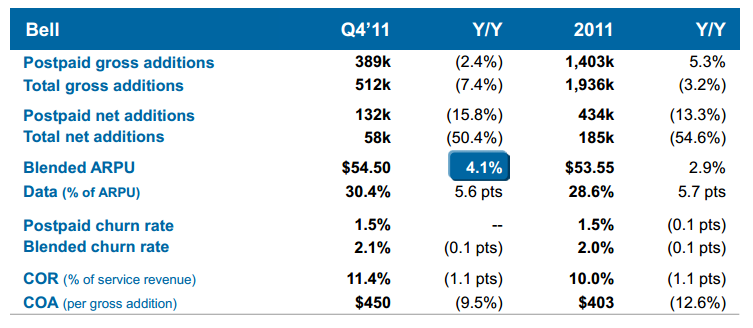 Bell Q4'11 Y/Y 2011 Y/Y
Postpaid gross additions 389k (2.4%) 1,403k 5.3%
Total gross additions 512k (7.4%) 1,936k (3.2%)
Postpaid net additions 132k (15.8%) 434k (13.3%)
Total net additions 58k (50.4%) 185k (54.6%)
Blended ARPU $54.50 4.1% $53.55 2.9%
Data (% of ARPU) 30.4% 5.6 pts 28.6% 5.7 pts
Postpaid churn rate 1.5% -- 1.5% (0.1 pts)
Blended churn rate 2.1% (0.1 pts) 2.0% (0.1 pts)
COR (% of service revenue) 11.4% (1.1 pts) 10.0% (1.1 pts)
COA (per gross addition) $450 (9.5%) $403 (12.6%)